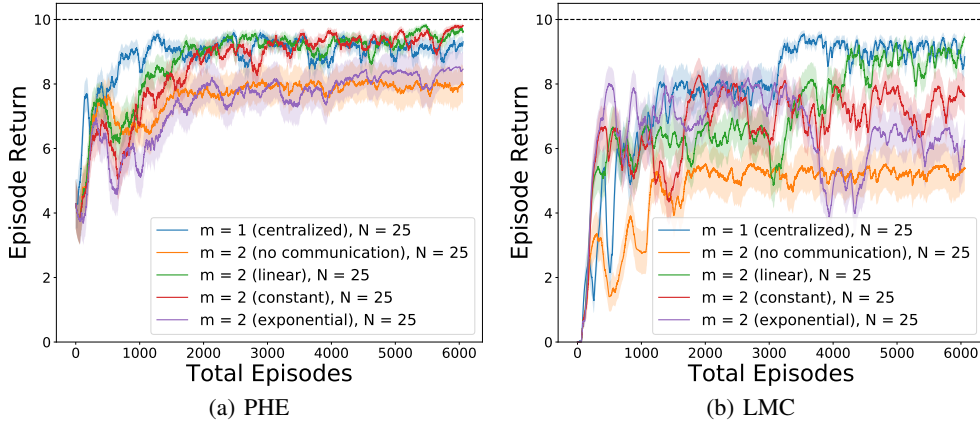 10
8
6
4
2
0
Episode Return
m = 1 (centralized), N = 25
m = 2 (no communication), N = 25
m = 2 (linear), N = 25
m = 2 (constant), N = 25
m = 2 (exponential), N = 25
0 1000 2000 3000 4000 5000 6000
Total Episodes
(a) PHE
10
8
6
4
2
0
Episode Return
m = 1 (centralized), N = 25
m = 2 (no communication), N = 25
m = 2 (linear), N = 25
m = 2 (constant), N = 25
m = 2 (exponential), N = 25
0 1000 2000 3000 4000 5000 6000
Total Episodes
(b) LMC